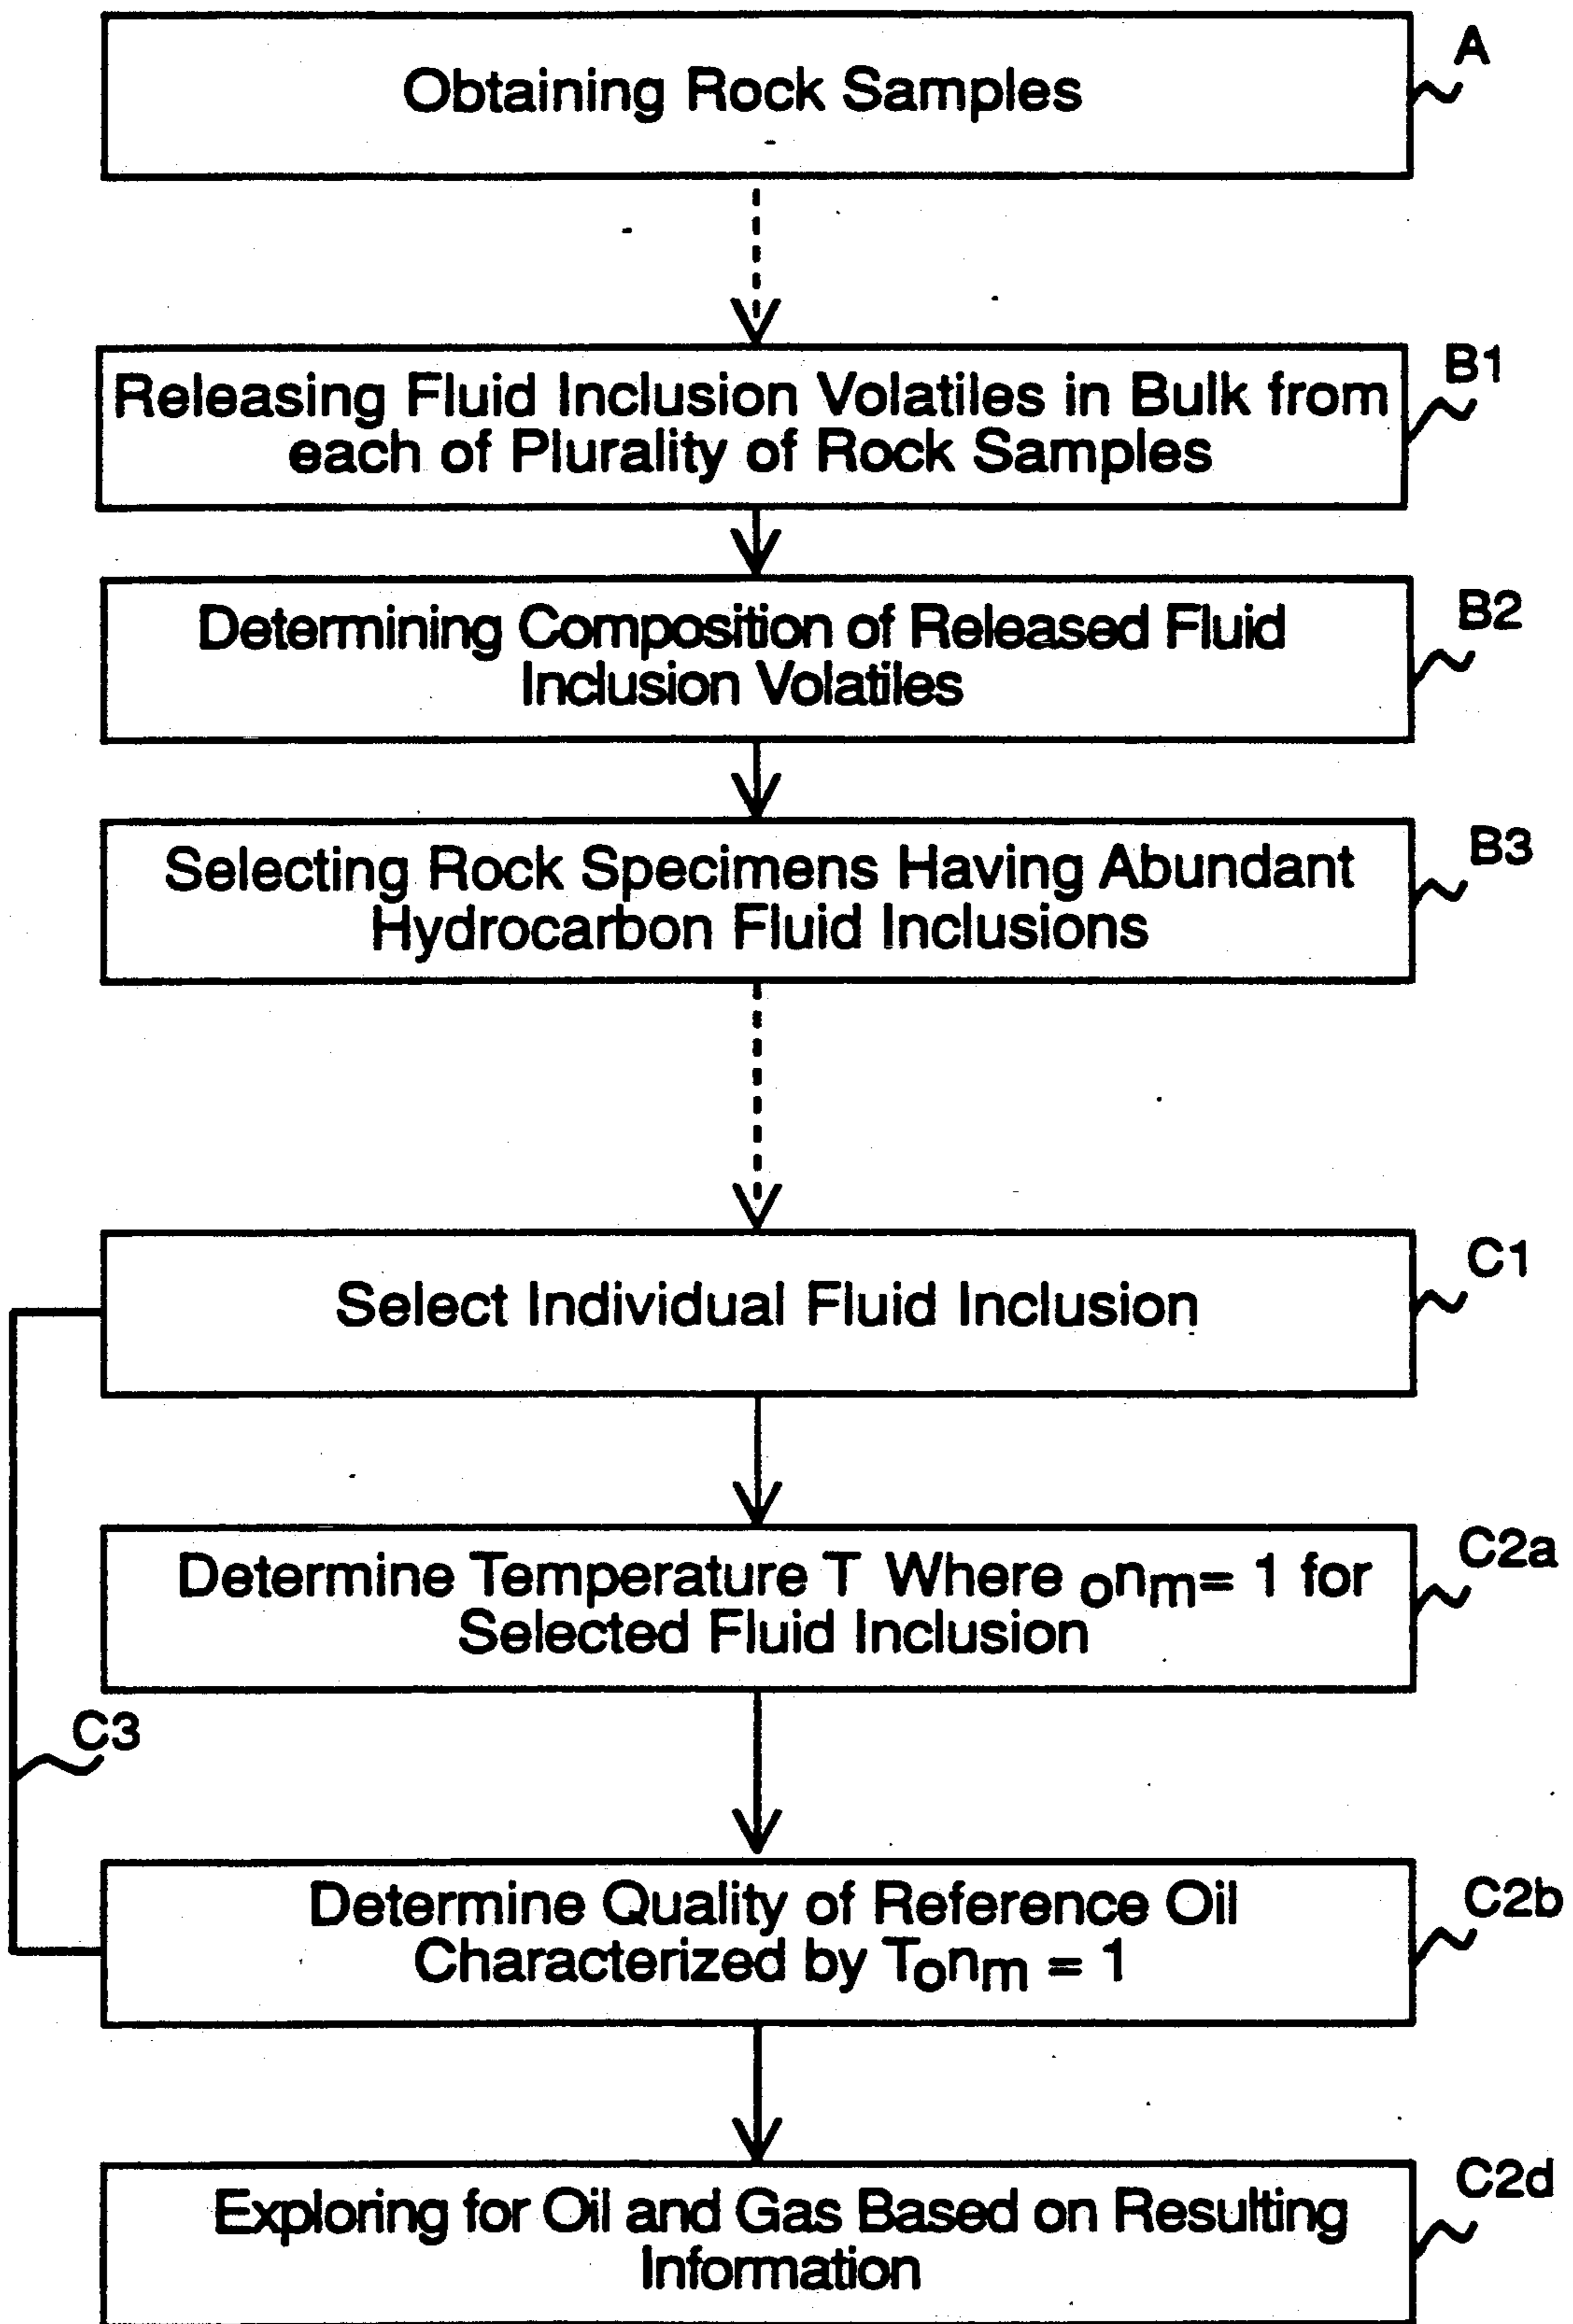 Obtaining Rock Samples
A
Releasing Fluid Inclusion Volatiles in Bulk from
each of Plurality of Rock Samples
B1
Determining Composition of Released Fluid
Inclusion Volatiles
B2
Selecting Rock Specimens Having Abundant
Hydrocarbon Fluid Inclusions
B3
Select Individual Fluid Inclusion
C1
Determine Temperature T Where onm= 1 for
Selected Fluid Inclusion
C2a
C3
Determine Quality of Reference Oil
Characterized by Tonm = 1
C2b
Exploring for Oil and Gas Based on Resulting
Information
C2d